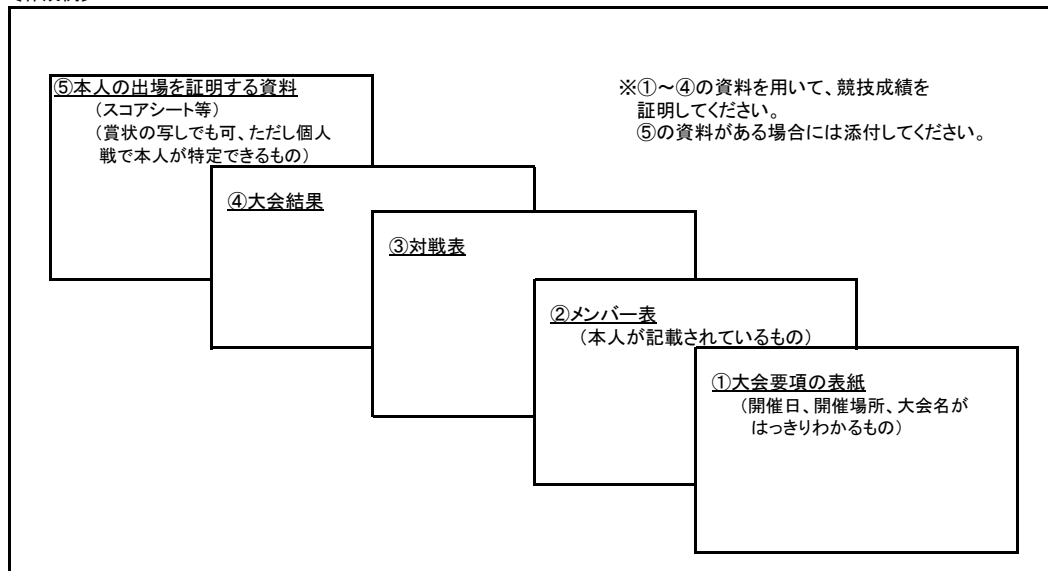 ⑤本人の出場を証明する資料
(スコアシート等)
(賞状の写しでも可、ただし個人
戦で本人が特定できるもの)
※①～④の資料を用いて、競技成績を
証明してください。
⑤の資料がある場合には添付してください。
④大会結果
③対戦表
②メンバー表
(本人が記載されているもの)
①大会要項の表紙
(開催日、開催場所、大会名が
はっきりわかるもの)